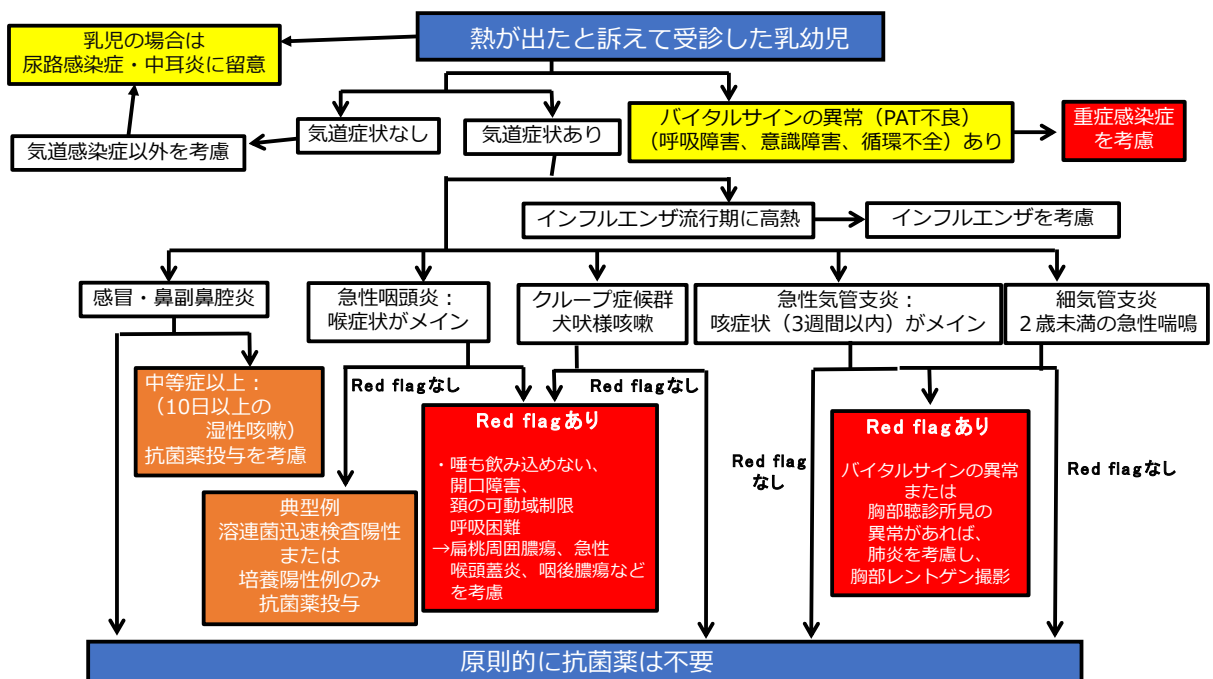 熱が出たと訴えて受診した乳幼児
乳児の場合は
尿路感染症・中耳炎に留意
気道症状なし
気道症状あり
バイタルサインの異常（PAT不良）
（呼吸障害、意識障害、循環不全）あり
重症感染症
を考慮
気道感染症以外を考慮
インフルエンザ流行期に高熱
インフルエンザを考慮
感冒・鼻副鼻腔炎
急性咽頭炎：
喉症状がメイン
クループ症候群
犬吠様咳嗽
急性気管支炎：
咳症状（3週間以内）がメイン
細気管支炎
２歳未満の急性喘鳴
中等症以上：
（10日以上の
湿性咳嗽）
抗菌薬投与を考慮
Red flagなし
典型例
溶連菌迅速検査陽性
または
培養陽性例のみ
抗菌薬投与
Red flagあり
・唾も飲み込めない、
開口障害、
頚の可動域制限
呼吸困難
→扁桃周囲膿瘍、急性
喉頭蓋炎、咽後膿瘍など
を考慮
Red flagなし
Red flag
なし
Red flagあり
バイタルサインの異常
または
胸部聴診所見の
異常があれば、
肺炎を考慮し、
胸部レントゲン撮影
Red flagなし
原則的に抗菌薬は不要